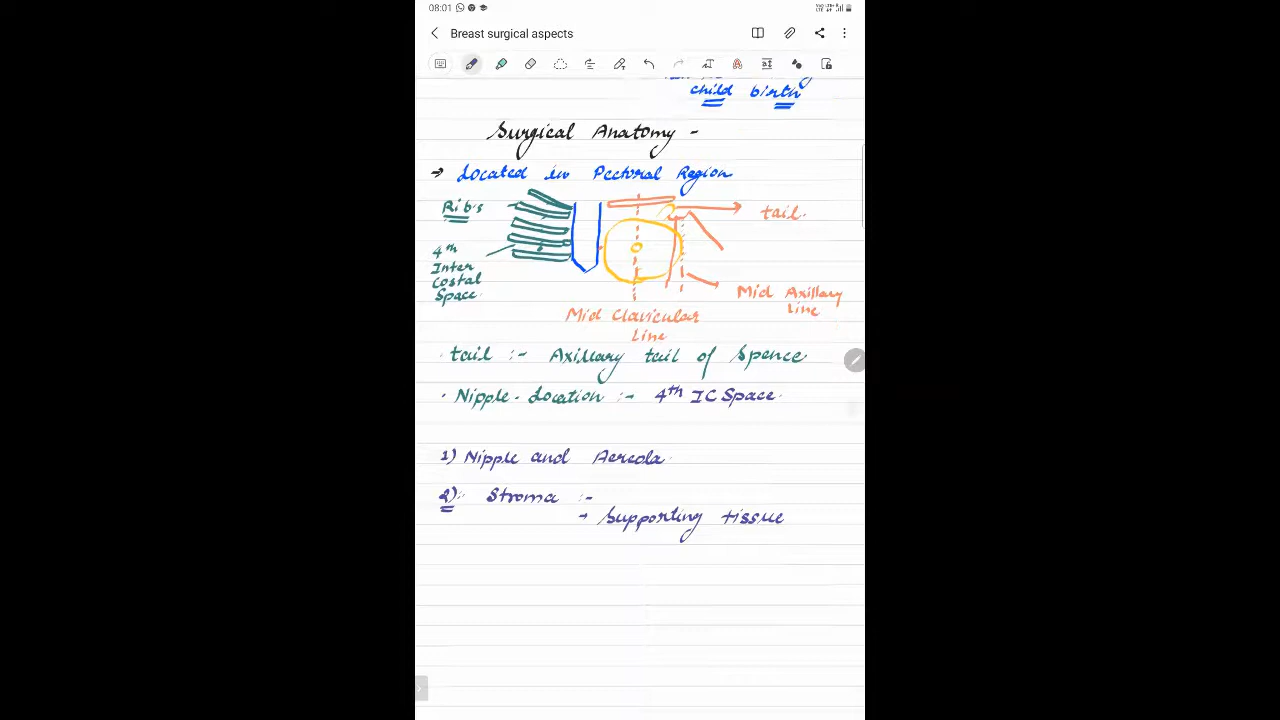 08:01
Breast surgical aspects
child birth
Surgical Anatomy -
→ Located in Pectoral Region
Ribs
tail.
4th
Inter
Costal
Space.
Mid Axillary
Line
Mid Clavicular
Line
· tail :- Axillary tail of Spence
· Nipple - Location :- 4th IC Space.
1) Nipple and Aereola.
2): Stroma :-
→ Supporting tissue